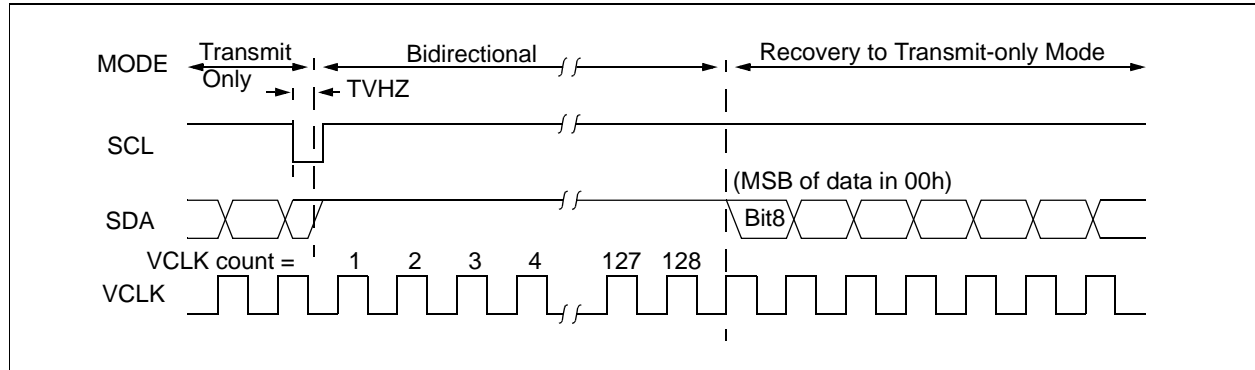 MODE
Transmit
Only
Bidirectional
Recovery to Transmit-only Mode
TVHZ
SCL
(MSB of data in 00h)
SDA
Bit8
VCLK count = 1 2 3 4 127 128
VCLK